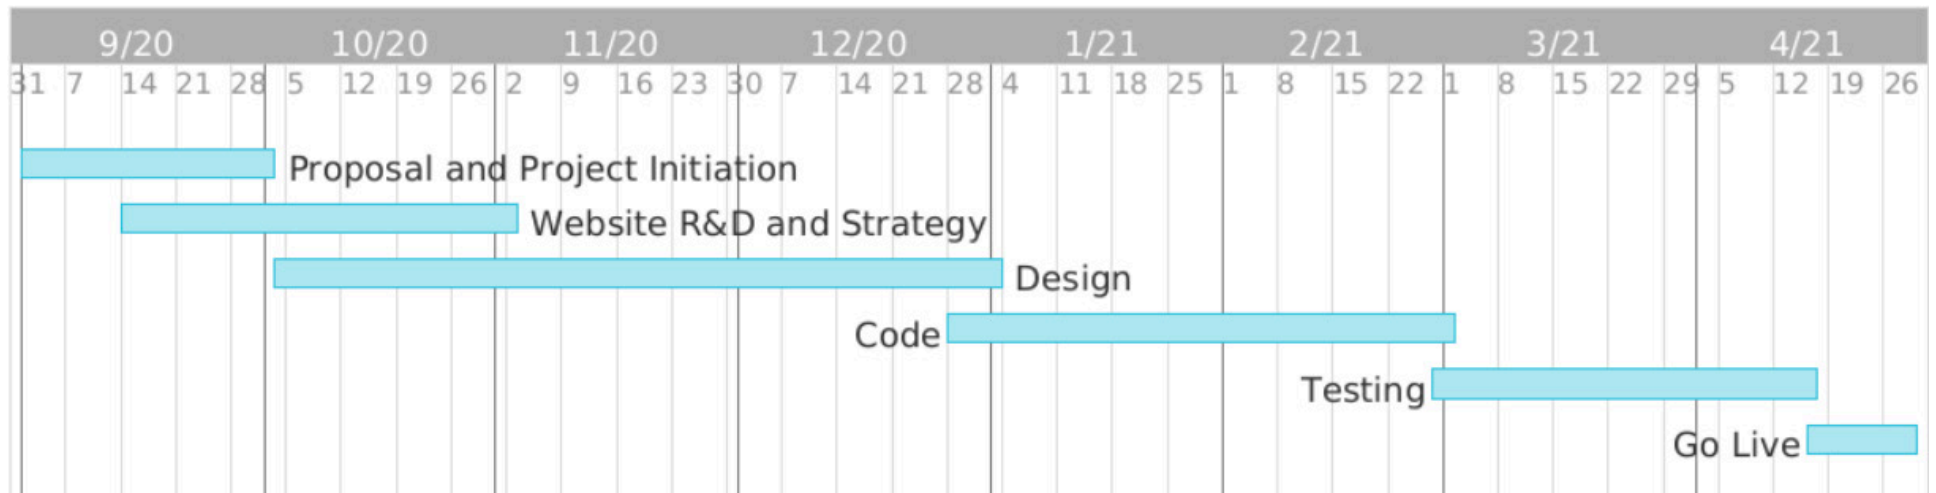 9/20 10/20 11/20 12/20 1/21 2/21 3/21 4/21
31 7 14 21 28 5 12 19 26 2 9 16 23 30 7 14 21 28 4 11 18 25 1 8 15 22 1 8 15 22 29 5 12 19 26
Proposal and Project Initiation
Website R&D and Strategy
Design
Code
Testing
Go Live